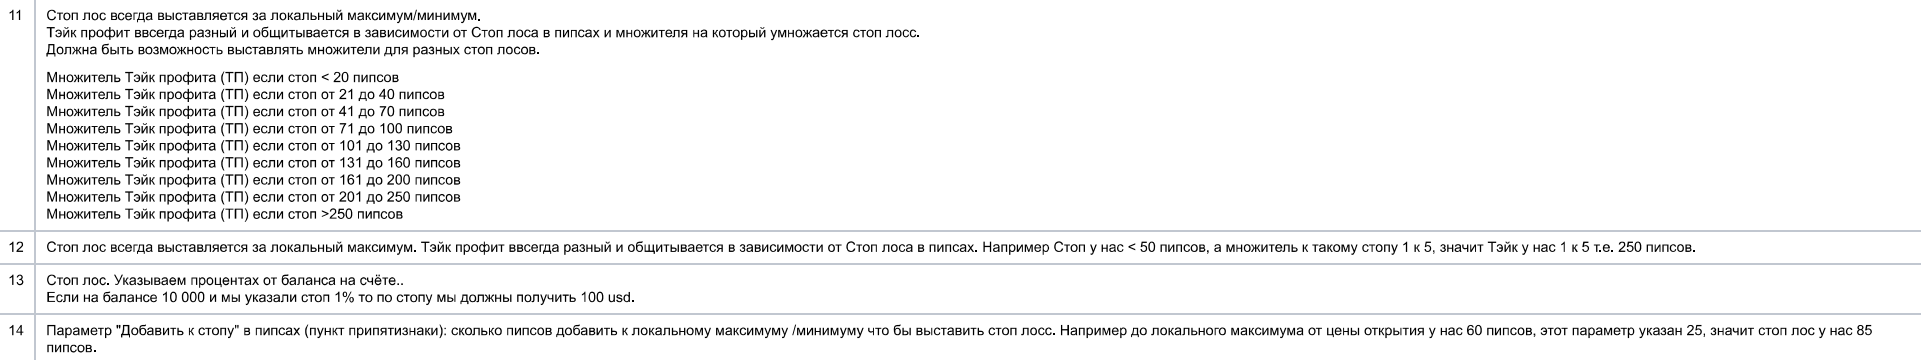 11
Стоп лос всегда выставляется за локальный максимум/минимум.
Тэйк профит ввсегда разный и общитывается в зависимости от Стоп лоса в пипсах и множителя на который умножается стоп лосс.
Должна быть возможность выставлять множители для разных стоп лосов.
Множитель Тэйк профита (ТП) если стоп < 20 пипсов
Множитель Тэйк профита (ТП) если стоп от 21 до 40 пипсов
Множитель Тэйк профита (ТП) если стоп от 41 до 70 пипсов
Множитель Тэйк профита (ТП) если стоп от 71 до 100 пипсов
Множитель Тэйк профита (ТП) если стоп от 101 до 130 пипсов
Множитель Тэйк профита (ТП) если стоп от 131 до 160 пипсов
Множитель Тэйк профита (ТП) если стоп от 161 до 200 пипсов
Множитель Тэйк профита (ТП) если стоп от 201 до 250 пипсов
Множитель Тэйк профита (ТП) если стоп >250 пипсов
12
Стоп лос всегда выставляется за локальный максимум. Тэйк профит ввсегда разный и общитывается в зависимости от Стоп лоса в пипсах. Например Стоп у нас < 50 пипсов, а множитель к такому стопу 1 к 5, значит Тэйк у нас 1 к 5 т.е. 250 пипсов.
13
Стоп лос. Указываем процентах от баланса на счёте..
Если на балансе 10 000 и мы указали стоп 1% то по стопу мы должны получить 100 usd.
14
Параметр "Добавить к стопу" в пипсах (пункт припятизнаки): сколько пипсов добавить к локальному максимуму /минимуму что бы выставить стоп лосс. Например до локального максимума от цены открытия у нас 60 пипсов, этот параметр указан 25, значит стоп лос у нас 85
пипсов.